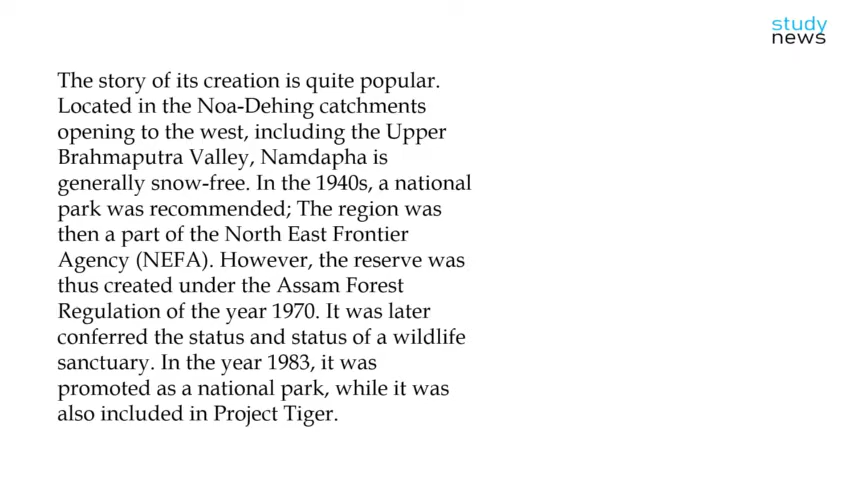 study
news
The story of its creation is quite popular.
Located in the Noa-Dehing catchments
opening to the west, including the Upper
Brahmaputra Valley, Namdapha is
generally snow-free. In the 1940s, a national
park was recommended; The region was
then a part of the North East Frontier
Agency (NEFA). However, the reserve was
thus created under the Assam Forest
Regulation of the year 1970. It was later
conferred the status and status of a wildlife
sanctuary. In the year 1983, it was
promoted as a national park, while it was
also included in Project Tiger.